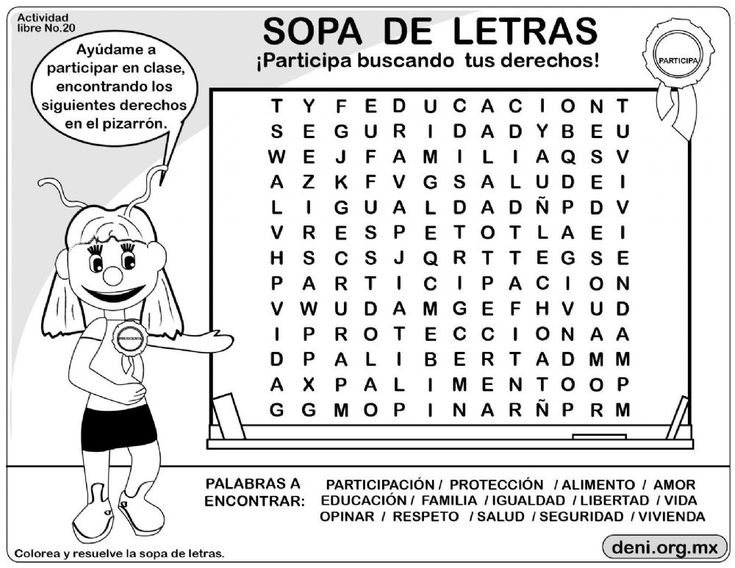 Actividad
libre No.20
SOPA DE LETRAS
¡Participa buscando tus derechos!
PARTICIPA
Ayúdame a
participar en clase,
encontrando los
siguientes derechos
en el pizarrón.
T Y F E D U C A C I O N T
S E G U R I D A D Y B E U
W E J F A M I L I A Q S V
A Z K F V G S A L U D E I
L I G U A L D A D Ñ P D V
V R E S P E T O T L A E I
H S C S J Q R T T E G S E
P A R T I C I P A C I O N
V W U D A M G E F H V U D
I P R O T E C C I O N A A
D P A L I B E R T A D M M
A X P A L I M E N T O O P
G G M O P I N A R Ñ P R M
PALABRAS A
ENCONTRAR:
PARTICIPACIÓN / PROTECCIÓN / ALIMENTO / AMOR
EDUCACIÓN / FAMILIA / IGUALDAD / LIBERTAD / VIDA
OPINAR / RESPETO / SALUD / SEGURIDAD / VIVIENDA
Colorea y resuelve la sopa de letras.
deni.org.mx